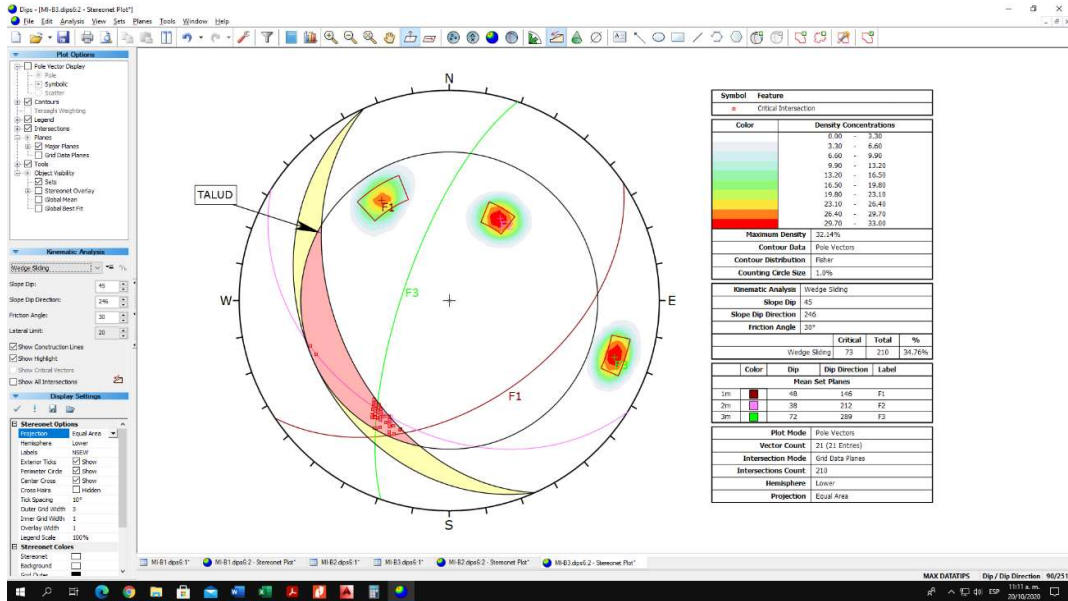 Dips - [MI-B3.dips6:2 - Stereonet Plot*]
File Edit Analysis View Sets Planes Tools Window Help
Plot Options
Pole Vector Display
Pole
Symbolic
Scatter
Contours
Terzaghi Weighting
Legend
Intersections
Planes
Major Planes
Grid Data Planes
Tools
Object Visibility
Sets
Stereonet Overlay
Global Mean
Global Best Fit
Kinematic Analysis
Wedge Sliding
Slope Dip: 45
Slope Dip Direction: 246
Friction Angle: 30
Lateral Limit: 20
Show Construction Lines
Show Highlight
Show Critical Vectors
Show All Intersections
Display Settings
Stereonet Options
Projection Equal Area
Hemisphere Lower
Labels NSEW
Exterior Ticks Show
Perimeter Circle Show
Center Cross Show
Cross Hairs Hidden
Tick Spacing 10°
Outer Grid Width 3
Inner Grid Width 1
Overlay Width 1
Legend Scale 100%
Stereonet Colors
Stereonet
Background
Grid Outer
N
TALUD
F1
W
F3
E
F3
F1
S
Symbol Feature
Critical Intersection
Color Density Concentrations
0.00 - 3.30
3.30 - 6.60
6.60 - 9.90
9.90 - 13.20
13.20 - 16.50
16.50 - 19.80
19.80 - 23.10
23.10 - 26.40
26.40 - 29.70
29.70 - 33.00
Maximum Density 32.14%
Contour Data Pole Vectors
Contour Distribution Fisher
Counting Circle Size 1.0%
Kinematic Analysis Wedge Sliding
Slope Dip 45
Slope Dip Direction 246
Friction Angle 30°
Critical Total %
Wedge Sliding 73 210 34.76%
Color Dip Dip Direction Label
Mean Set Planes
1m 48 146 F1
2m 38 212 F2
3m 72 289 F3
Plot Mode Pole Vectors
Vector Count 21 (21 Entries)
Intersection Mode Grid Data Planes
Intersections Count 210
Hemisphere Lower
Projection Equal Area
MI-B1.dips6:1* MI-B1.dips6:2 - Stereonet Plot* MI-B2.dips6:1* MI-B3.dips6:1* MI-B2.dips6:2 - Stereonet Plot* MI-B3.dips6:2 - Stereonet Plot*
MAX DATATIPS Dip / Dip Direction 90/251
ESP 11:11 a. m.
20/10/2020